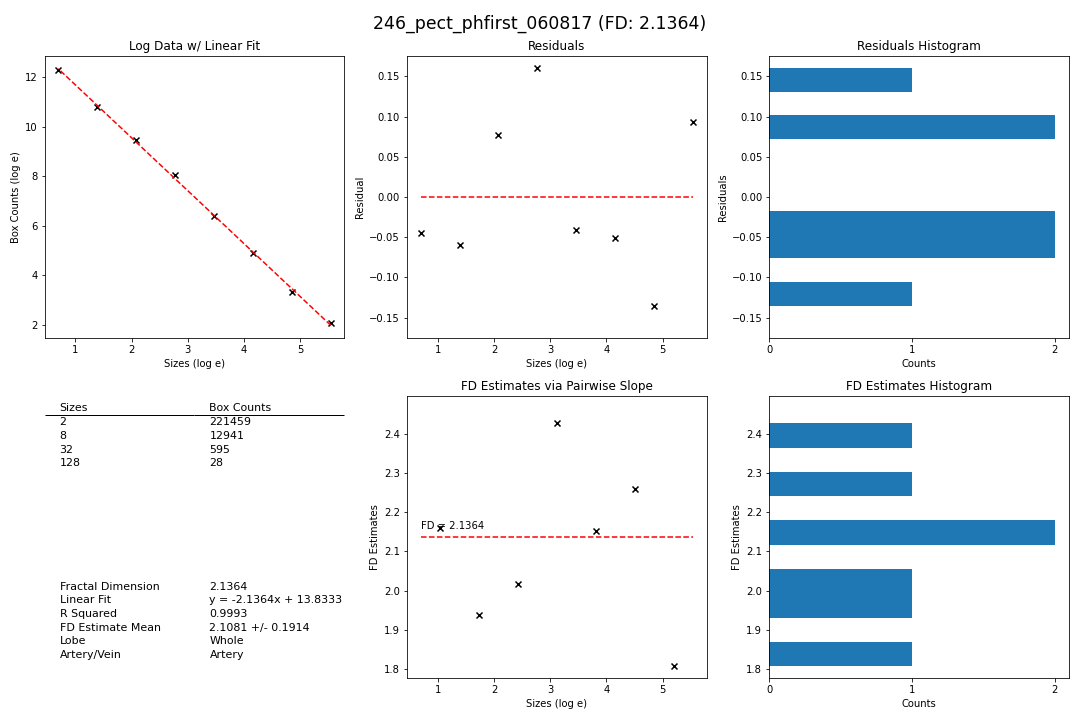 246_pect_phfirst_060817 (FD: 2.1364)
Log Data w/ Linear Fit
Box Counts (log e)
12
10
8
6
4
2
1 2 3 4 5
Sizes (log e)
Residuals
Residual
0.15
0.10
0.05
0.00
−0.05
−0.10
−0.15
1 2 3 4 5
Sizes (log e)
Residuals Histogram
Residuals
0.15
0.10
0.05
0.00
−0.05
−0.10
−0.15
0 1 2
Counts
Sizes Box Counts
2 221459
8 12941
32 595
128 28
Fractal Dimension 2.1364
Linear Fit y = -2.1364x + 13.8333
R Squared 0.9993
FD Estimate Mean 2.1081 +/- 0.1914
Lobe Whole
Artery/Vein Artery
FD Estimates via Pairwise Slope
FD Estimates
2.4
2.3
2.2
2.1
2.0
1.9
1.8
FD = 2.1364
1 2 3 4 5
Sizes (log e)
FD Estimates Histogram
FD Estimates
2.4
2.3
2.2
2.1
2.0
1.9
1.8
0 1 2
Counts